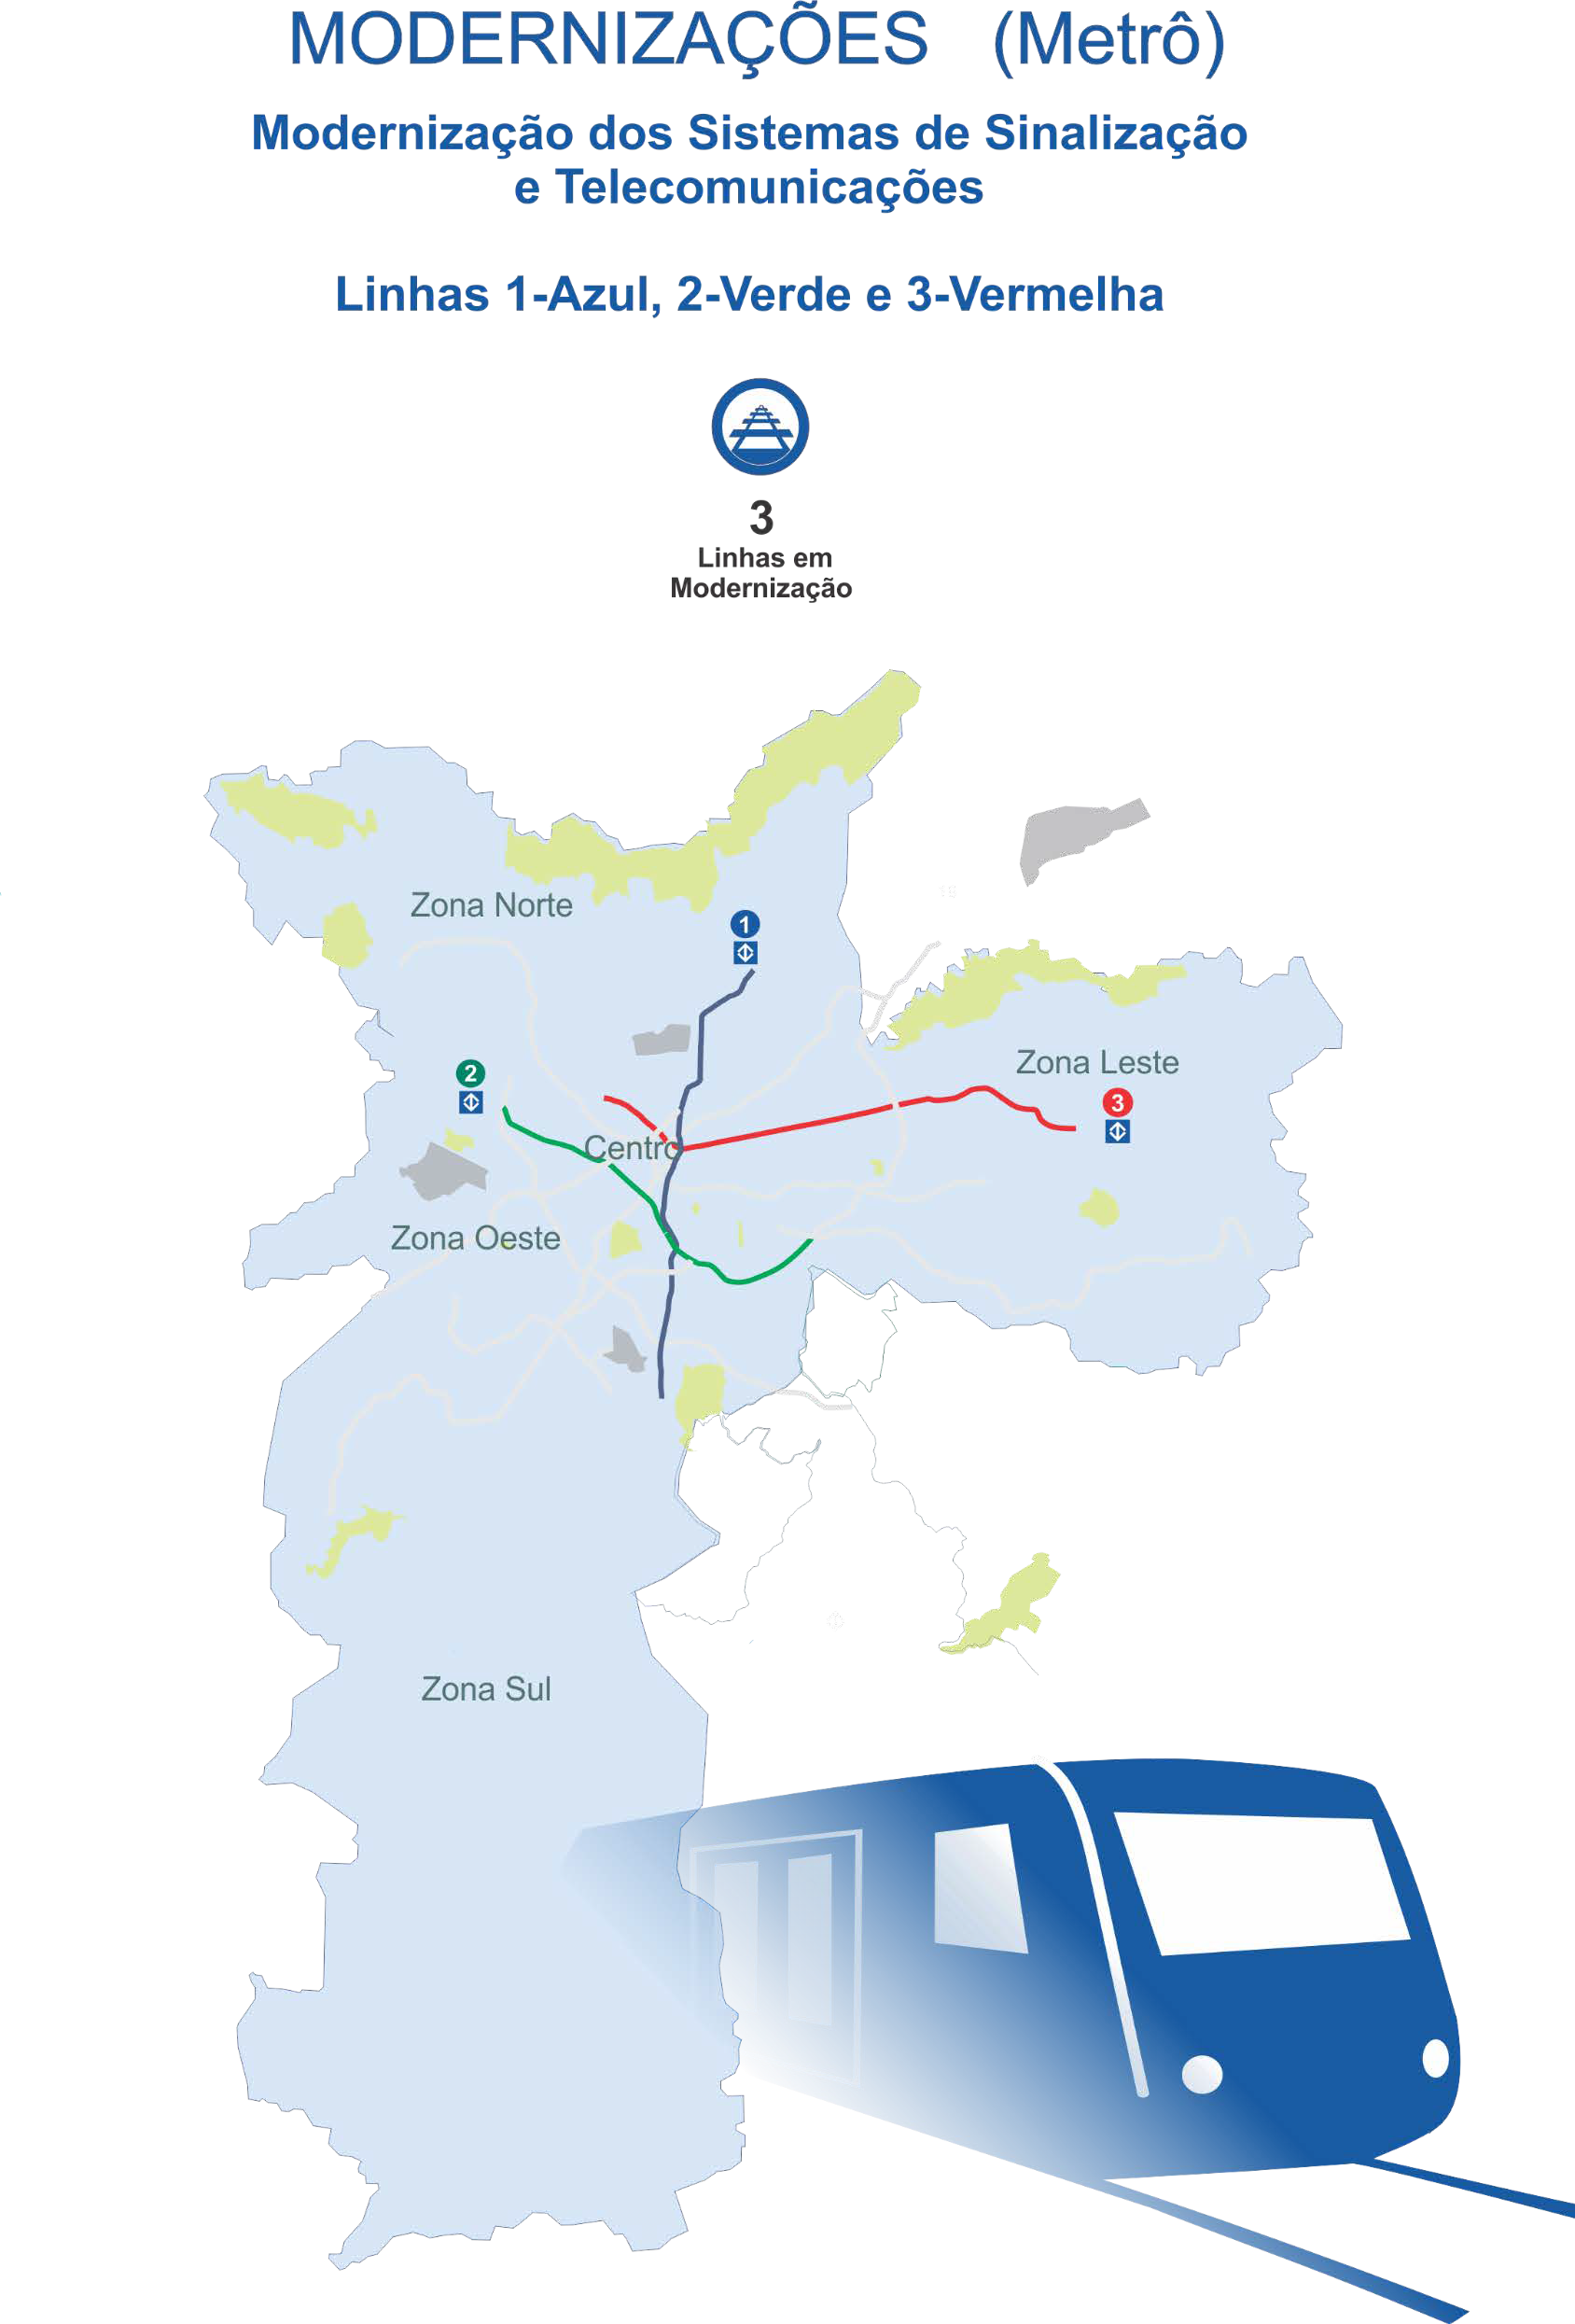 MODERNIZAÇÕES (Metrô)
Modernização dos Sistemas de Sinalização
e Telecomunicações
Linhas 1-Azul, 2-Verde e 3-Vermelha
3
Linhas em
Modernização
Zona Norte
1
Zona Leste
2
3
Centro
Zona Oeste
Zona Sul